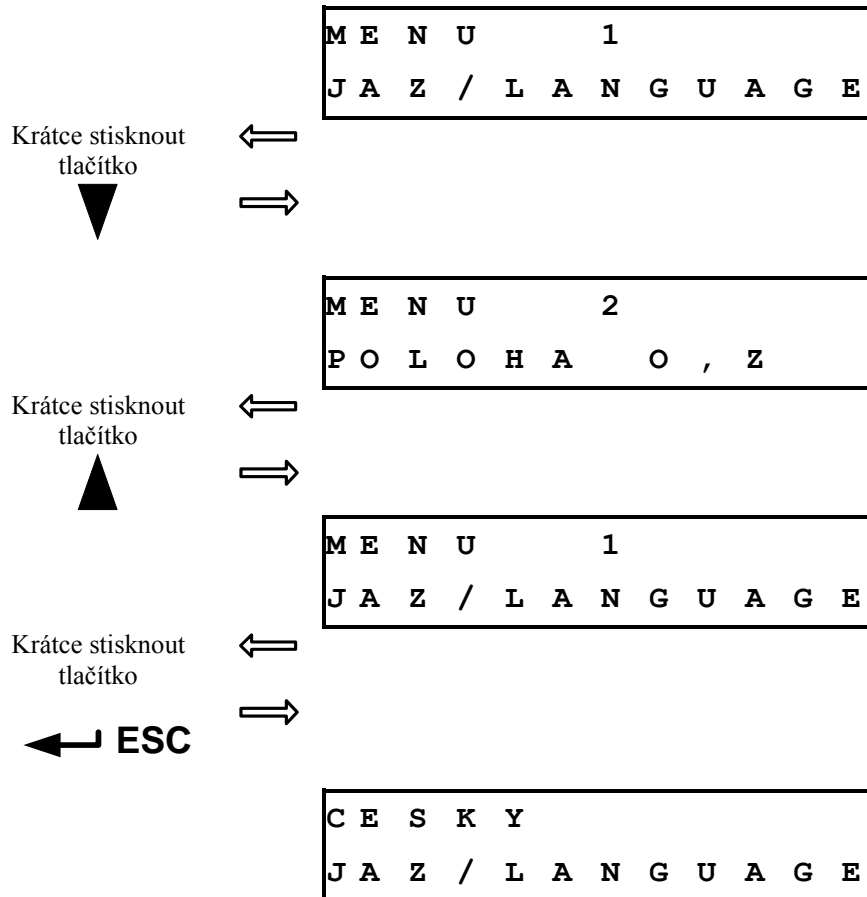 MENU 1
JAZ/LANGUAGE
Krátce stisknout
tlačítko
MENU 2
POLOHA O,Z
Krátce stisknout
tlačítko
MENU 1
JAZ/LANGUAGE
Krátce stisknout
tlačítko
ESC
CESKY
JAZ/LANGUAGE